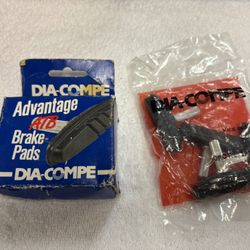 DIA-COMPE
Advantage
ATB
Brake-
Pads
DIA-COMPE
DIA-COMPE